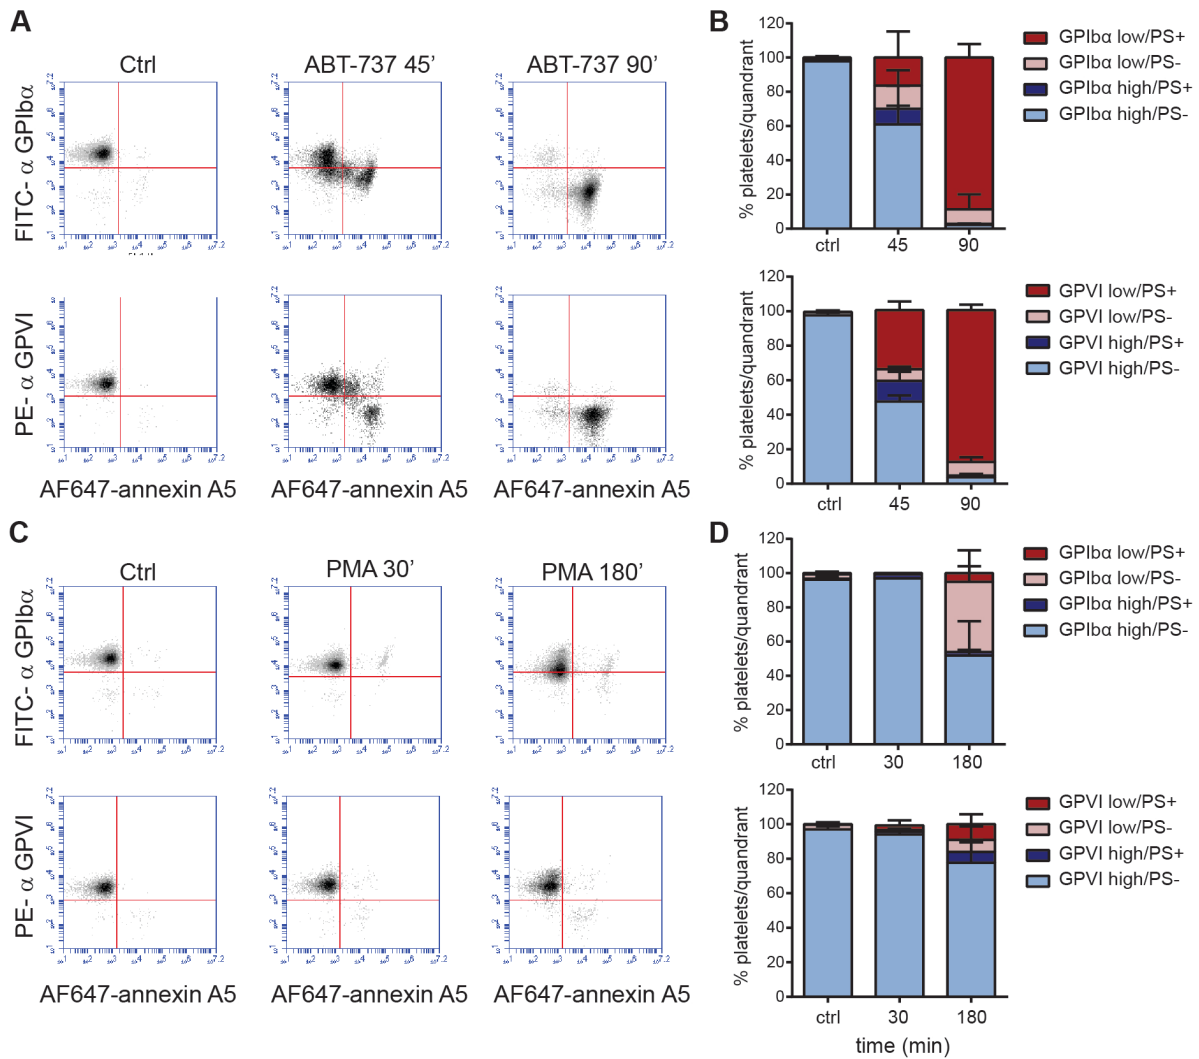 A
Ctrl
ABT-737 45’
ABT-737 90’
FITC- α GPIbα
PE- α GPVI
AF647-annexin A5
AF647-annexin A5
AF647-annexin A5
B
% platelets/quandrant
120
100
80
60
40
20
0
ctrl
45
90
GPIbα low/PS+
GPIbα low/PS-
GPIbα high/PS+
GPIbα high/PS-
% platelets/quandrant
120
100
80
60
40
20
0
ctrl
45
90
GPVI low/PS+
GPVI low/PS-
GPVI high/PS+
GPVI high/PS-
C
Ctrl
PMA 30’
PMA 180’
FITC- α GPIbα
PE- α GPVI
AF647-annexin A5
AF647-annexin A5
AF647-annexin A5
D
% platelets/quandrant
120
100
80
60
40
20
0
ctrl
30
180
GPIbα low/PS+
GPIbα low/PS-
GPIbα high/PS+
GPIbα high/PS-
% platelets/quandrant
120
100
80
60
40
20
0
ctrl
30
180
time (min)
GPVI low/PS+
GPVI low/PS-
GPVI high/PS+
GPVI high/PS-